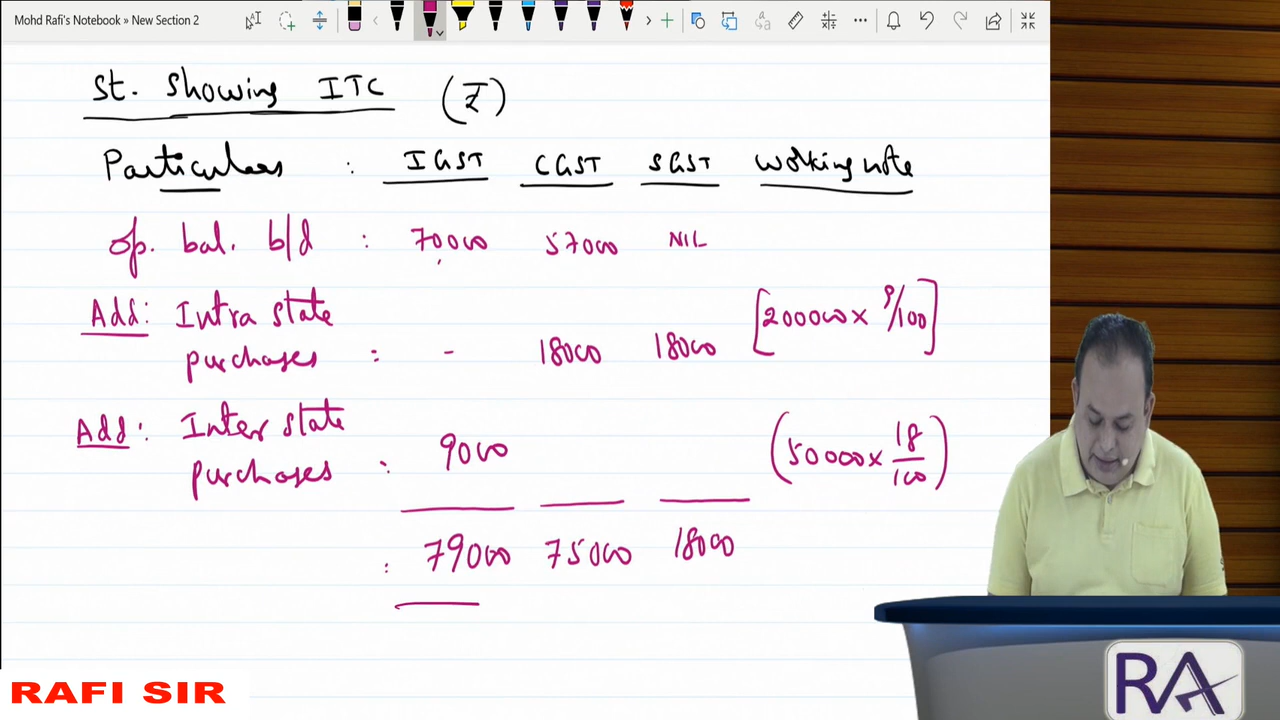 Mohd Rafi's Notebook » New Section 2
St. Showing ITC (₹)
Particulars : IGST CGST SGST Working note
op. bal. b/d : 70000 57000 NIL
Add: Intra state
purchases : - 18000 18000 [200000 x 9/100]
Add: Inter state
purchases : 9000 (50000 x 18/100)
: 79000 75000 18000
RAFI SIR
RA